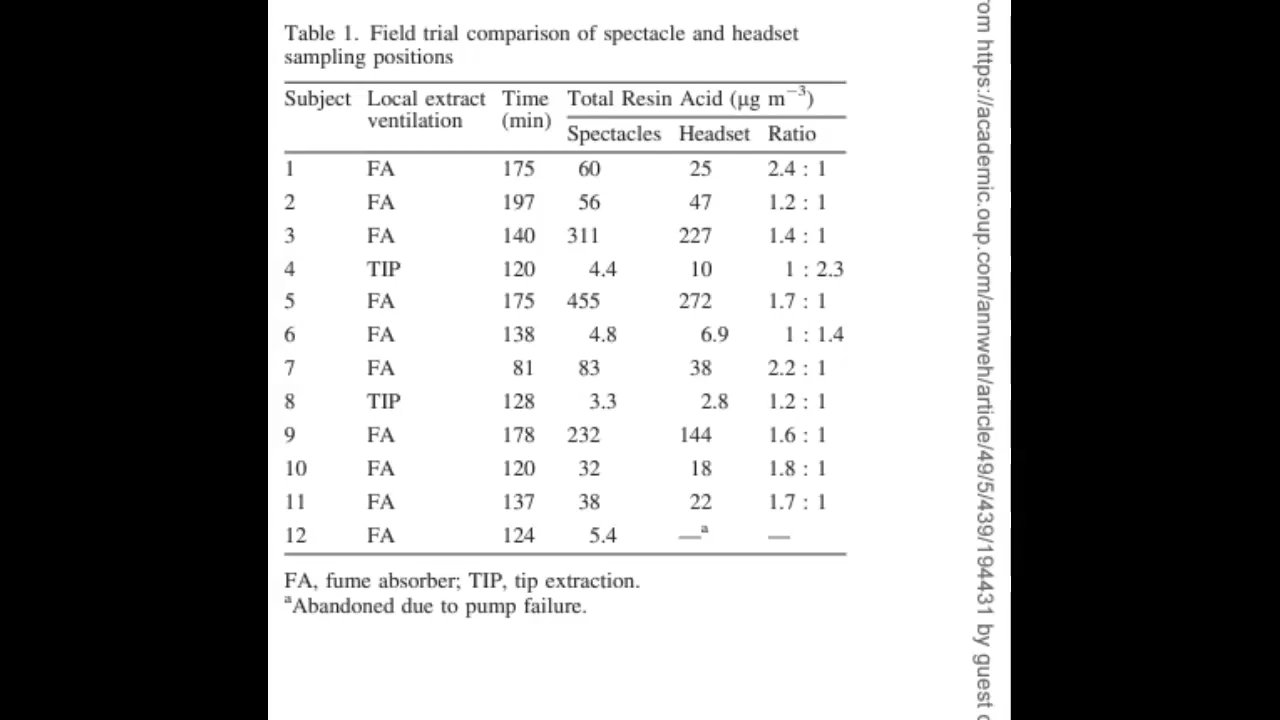 Table 1. Field trial comparison of spectacle and headset
sampling positions
Subject Local extract ventilation Time (min) Total Resin Acid (μg m⁻³)
Spectacles Headset Ratio
1 FA 175 60 25 2.4 : 1
2 FA 197 56 47 1.2 : 1
3 FA 140 311 227 1.4 : 1
4 TIP 120 4.4 10 1 : 2.3
5 FA 175 455 272 1.7 : 1
6 FA 138 4.8 6.9 1 : 1.4
7 FA 81 83 38 2.2 : 1
8 TIP 128 3.3 2.8 1.2 : 1
9 FA 178 232 144 1.6 : 1
10 FA 120 32 18 1.8 : 1
11 FA 137 38 22 1.7 : 1
12 FA 124 5.4 —ᵃ —
FA, fume absorber; TIP, tip extraction.
ᵃAbandoned due to pump failure.
https://academic.oup.com/annweh/article/49/5/439/194431 by guest